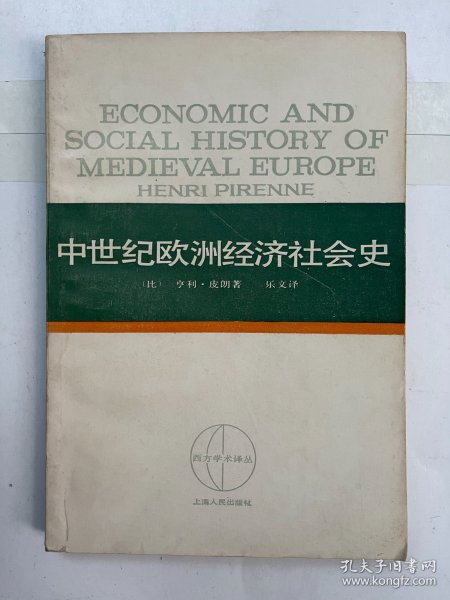 ECONOMIC AND
SOCIAL HISTORY OF
MEDIEVAL EUROPE
HENRI PIRENNE
中世纪欧洲经济社会史
〔比〕 亨利·皮朗著 乐文译
西方学术译丛
上海人民出版社
孔夫子旧书网
www.kongfz.com